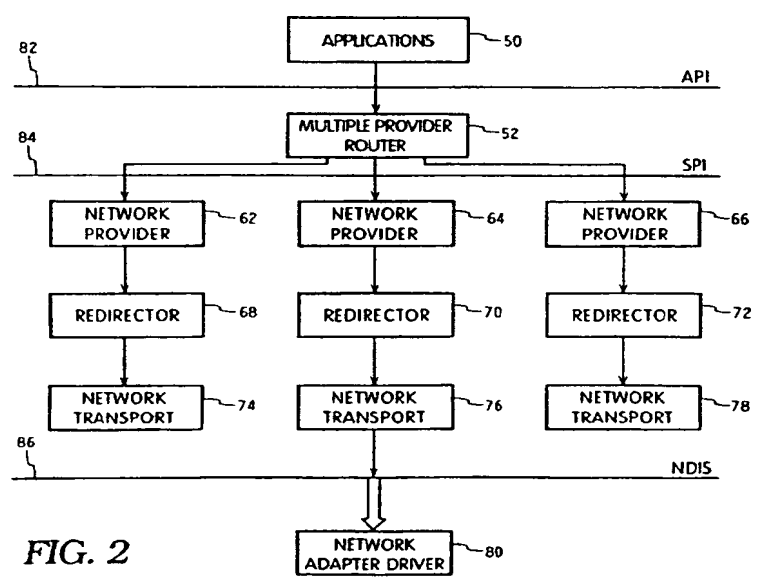 APPLICATIONS
50
82
API
MULTIPLE PROVIDER
ROUTER
52
84
SPI
NETWORK
PROVIDER
62
NETWORK
PROVIDER
64
NETWORK
PROVIDER
66
REDIRECTOR
68
REDIRECTOR
70
REDIRECTOR
72
NETWORK
TRANSPORT
74
NETWORK
TRANSPORT
76
NETWORK
TRANSPORT
78
86
NDIS
NETWORK
ADAPTER DRIVER
80
FIG. 2